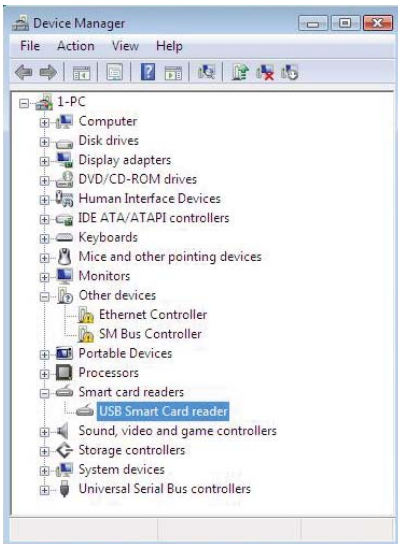 Device Manager
File Action View Help
1-PC
Computer
Disk drives
Display adapters
DVD/CD-ROM drives
Human Interface Devices
IDE ATA/ATAPI controllers
Keyboards
Mice and other pointing devices
Monitors
Other devices
Ethernet Controller
SM Bus Controller
Portable Devices
Processors
Smart card readers
USB Smart Card reader
Sound, video and game controllers
Storage controllers
System devices
Universal Serial Bus controllers